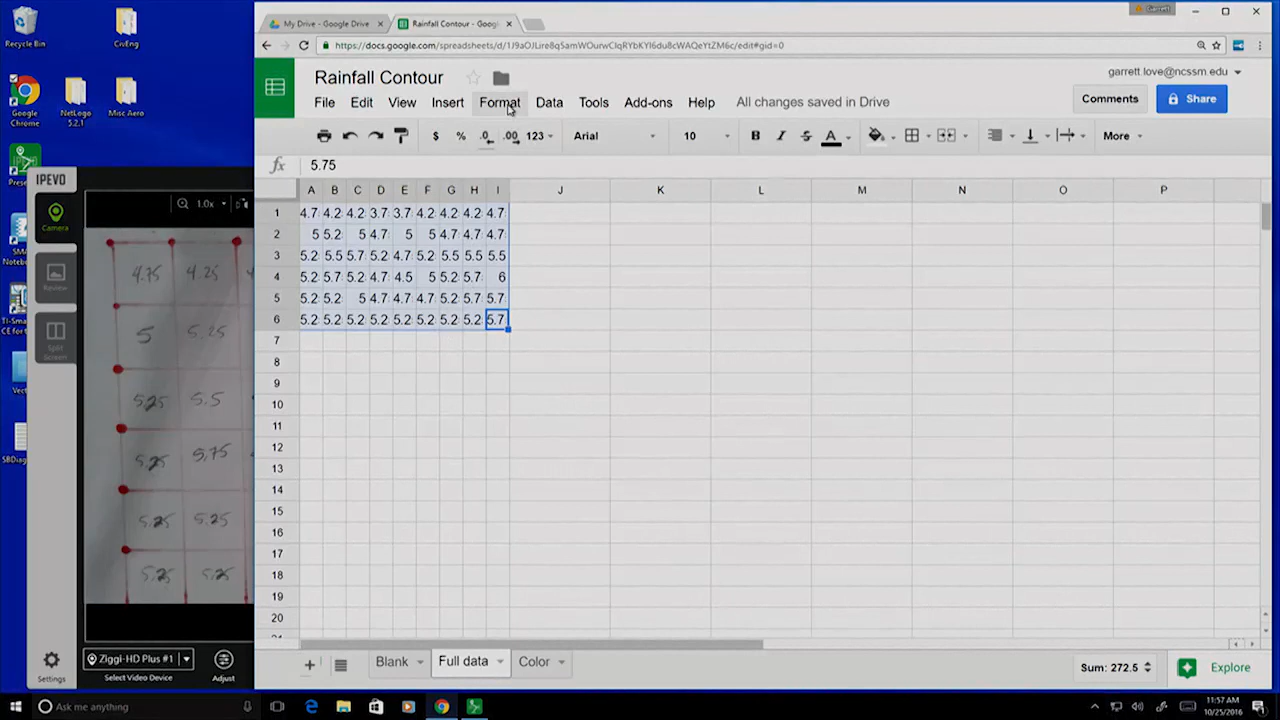 Recycle Bin
CivEng
Google Chrome
NetLogo 5.2.1
Misc Aero
My Drive - Google Drive
Rainfall Contour - Goog
Garrett
Rainfall Contour
garrett.love@ncssm.edu
File Edit View Insert Format Data Tools Add-ons Help All changes saved in Drive
Comments
Share
$ % .0 .00 123 Arial 10 B I S A More
fx 5.75
A B C D E F G H I J K L M N O P
1 4.7 4.2 4.2 3.7 3.7 4.2 4.2 4.2 4.7
2 5 5.2 5 4.7 5 5 4.7 4.7 4.7
3 5.2 5.5 5.7 5.2 4.7 5.2 5.5 5.5 5.5
4 5.2 5.7 5.2 4.7 4.5 5 5.2 5.7
5 5.2 5.2 5 4.7 4.7 4.7 5.2 5.7 5.7
6 5.2 5.2 5.2 5.2 5.2 5.2 5.2 5.2 5.7
7
8
9
10
11
12
13
14
15
16
17
18
19
20
Blank Full data Color
Sum: 272.5
Explore
IPEVO
Camera
Review
Split Screen
Settings
1.0x
4.75 4.25
5 5.25
5.25 5.5
5.25 5.75
5.25 5.25
5.25 5.25
Ziggi-HD Plus #1
Select Video Device
Adjust
Ask me anything
11:57 AM
10/25/2016